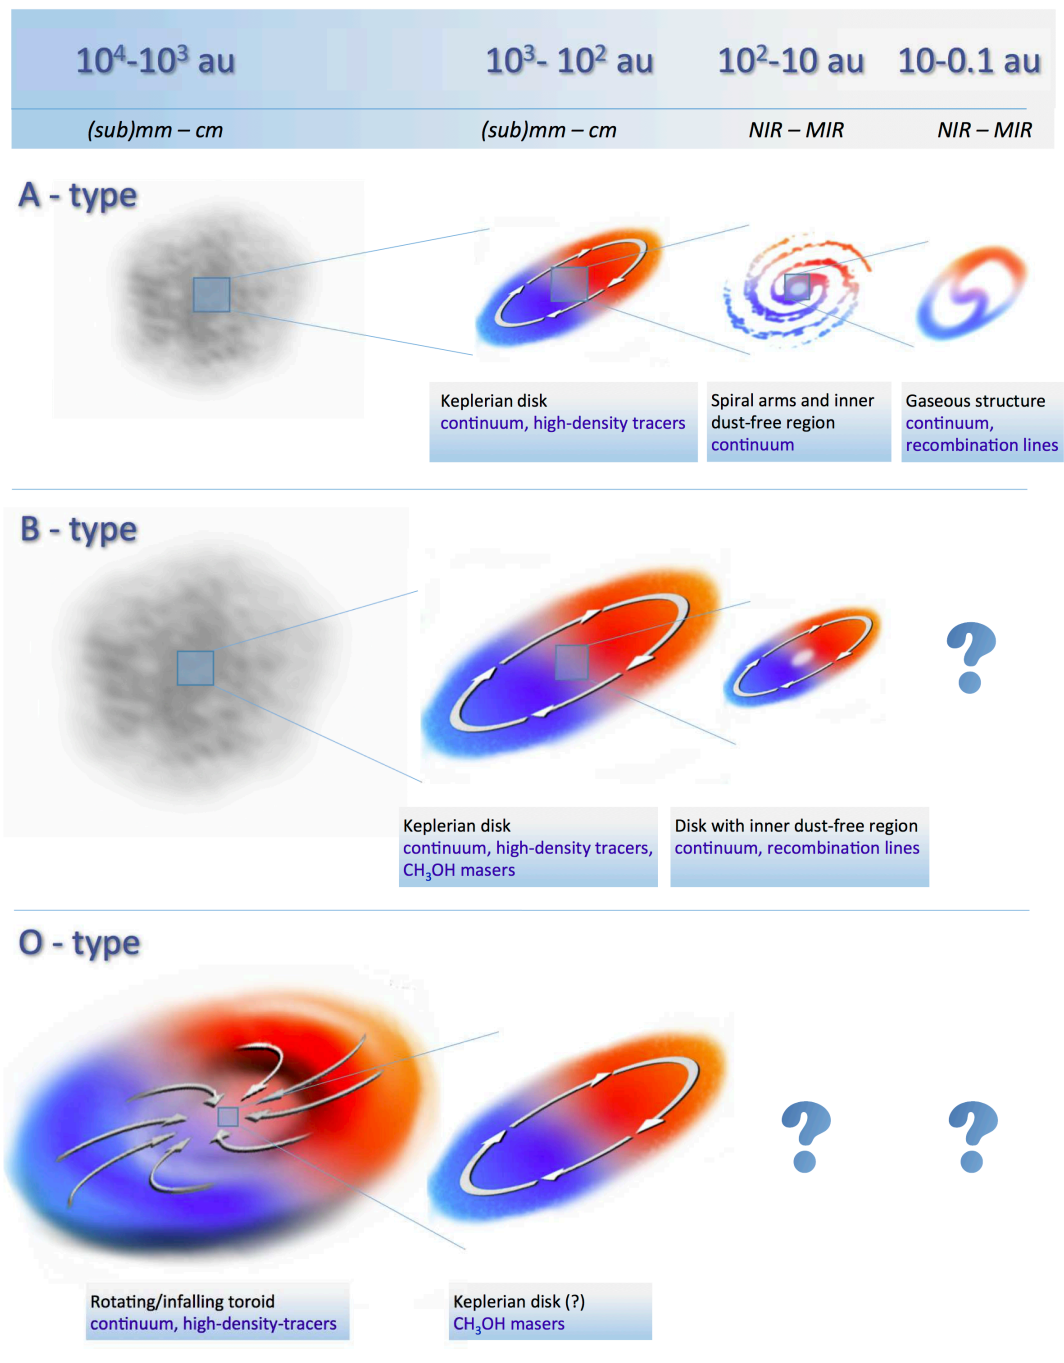 10⁴-10³ au
10³- 10² au
10²-10 au
10-0.1 au
(sub)mm – cm
(sub)mm – cm
NIR – MIR
NIR – MIR
A - type
Keplerian disk
continuum, high-density tracers
Spiral arms and inner
dust-free region
continuum
Gaseous structure
continuum,
recombination lines
B - type
?
Keplerian disk
continuum, high-density tracers,
CH₃OH masers
Disk with inner dust-free region
continuum, recombination lines
O - type
?
?
Rotating/infalling toroid
continuum, high-density-tracers
Keplerian disk (?)
CH₃OH masers